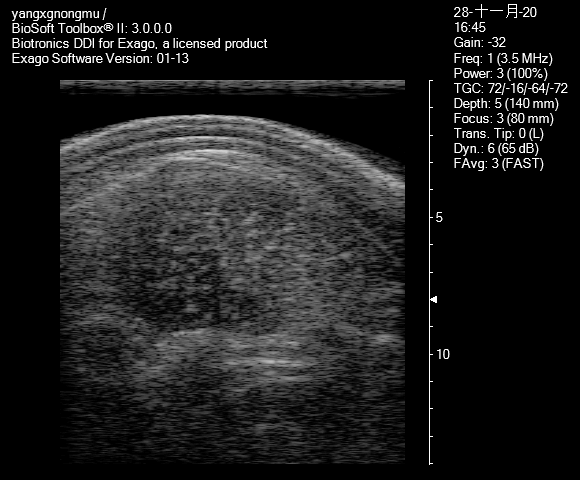 yangxgnongmu /
BioSoft Toolbox® II: 3.0.0.0
Biotronics DDI for Exago, a licensed product
Exago Software Version: 01-13
28-十一月-20
16:45
Gain: -32
Freq: 1 (3.5 MHz)
Power: 3 (100%)
TGC: 72/-16/-64/-72
Depth: 5 (140 mm)
Focus: 3 (80 mm)
Trans. Tip: 0 (L)
Dyn.: 6 (65 dB)
FAvg: 3 (FAST)
5
10